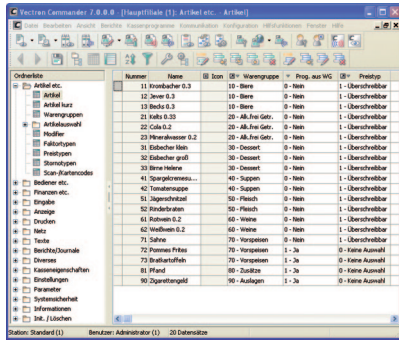 Vectron Commander 7.0.0.0 [Hauptfiliale (1): Artikel etc. - Artikel]
Datei Bearbeiten Ansicht Berichte Kassenprogramme Kommunikation Konfiguration Hilfsfunktionen Fenster Hilfe
Ordnerliste
Artikel etc.
Artikel
Artikel kurz
Warengruppen
Artikelauswahl
Modifier
Faktortypen
Preistypen
Stornotypen
Scan-/Kartencodes
Bediener etc.
Finanzen etc.
Eingabe
Anzeige
Drucken
Netz
Texte
Berichte/Journale
Diverses
Kasseneigenschaften
Einstellungen
Parameter
Systemsicherheit
Informationen
Init. / Löschen
Nummer Name Icon Warengruppe Prog. aus WG Preistyp
11 Krombacher 0.3 10 - Biere 0 - Nein 1 - Überschreibbar
12 Jever 0.3 10 - Biere 0 - Nein 1 - Überschreibbar
13 Becks 0.3 10 - Biere 0 - Nein 1 - Überschreibbar
21 Kelts 0.33 20 - Alk.frei Getr. 0 - Nein 1 - Überschreibbar
22 Cola 0.2 20 - Alk.frei Getr. 0 - Nein 1 - Überschreibbar
23 Mineralwasser 0.2 20 - Alk.frei Getr. 0 - Nein 1 - Überschreibbar
31 Eisbecher klein 30 - Dessert 0 - Nein 1 - Überschreibbar
32 Eisbecher groß 30 - Dessert 0 - Nein 1 - Überschreibbar
33 Birne Helene 30 - Dessert 0 - Nein 1 - Überschreibbar
41 Spargelcremesu... 40 - Suppen 0 - Nein 1 - Überschreibbar
42 Tomatensuppe 40 - Suppen 0 - Nein 1 - Überschreibbar
51 Jägerschnitzel 50 - Fleisch 0 - Nein 1 - Überschreibbar
52 Rinderbraten 50 - Fleisch 0 - Nein 1 - Überschreibbar
61 Rotwein 0.2 60 - Weine 0 - Nein 1 - Überschreibbar
62 Weißwein 0.2 60 - Weine 0 - Nein 1 - Überschreibbar
71 Sahne 70 - Vorspeisen 0 - Nein 1 - Überschreibbar
72 Pommes Frites 70 - Vorspeisen 1 - Ja 0 - Keine Auswahl
73 Bratkartoffeln 70 - Vorspeisen 1 - Ja 0 - Keine Auswahl
81 Pfand 80 - Zusätze 1 - Ja 0 - Keine Auswahl
90 Zigarettengeld 90 - Auslagen 1 - Ja 0 - Keine Auswahl
Station: Standard (1) Benutzer: Administrator (1) 20 Datensätze